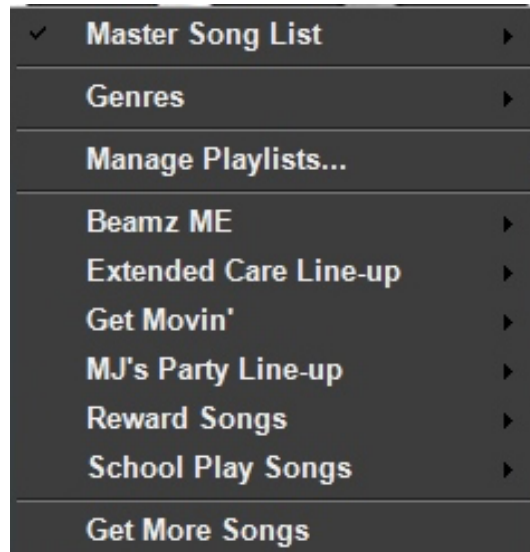 Master Song List
Genres
Manage Playlists...
Beamz ME
Extended Care Line-up
Get Movin'
MJ's Party Line-up
Reward Songs
School Play Songs
Get More Songs